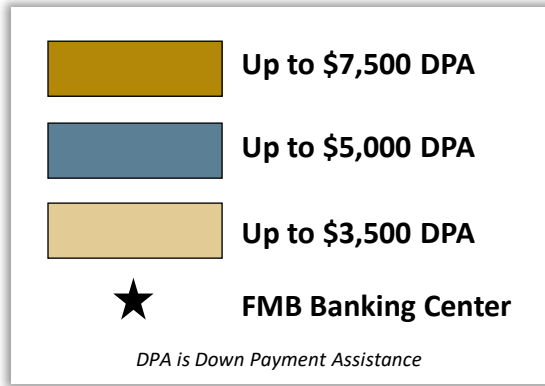 Up to $7,500 DPA
Up to $5,000 DPA
Up to $3,500 DPA
FMB Banking Center
DPA is Down Payment Assistance